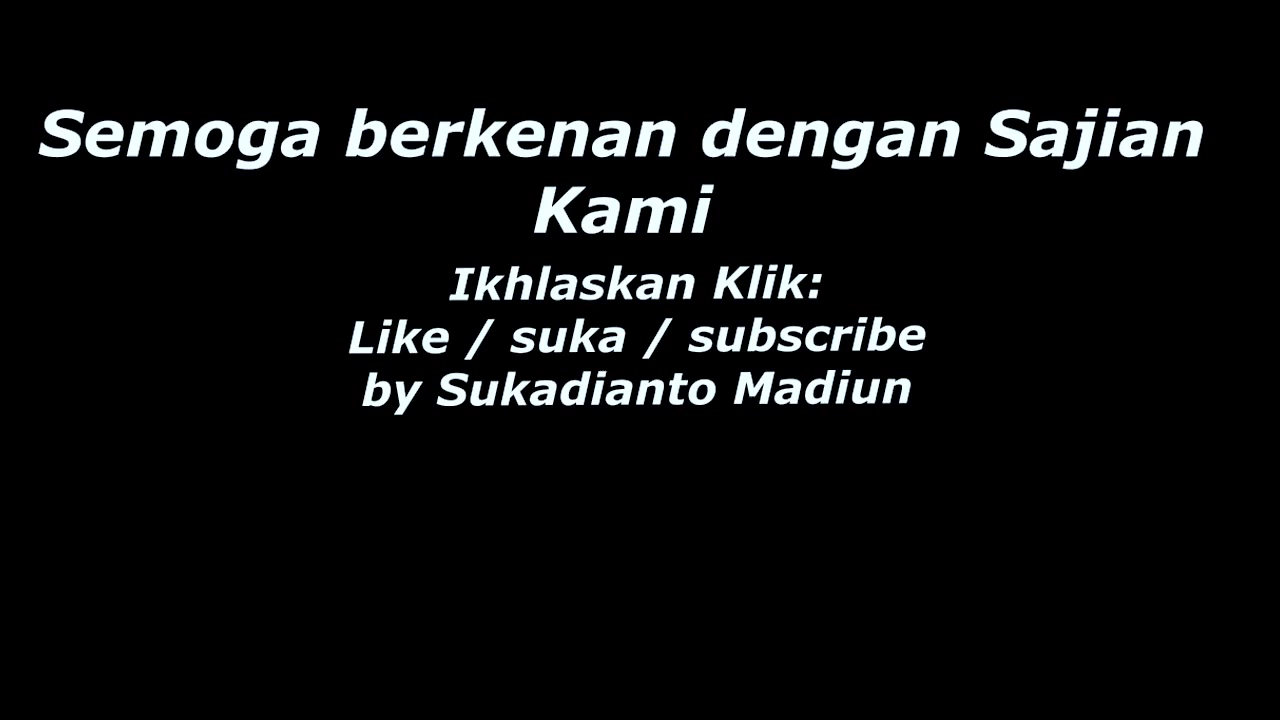 Semoga berkenan dengan Sajian
Kami
Ikhlaskan Klik:
Like / suka / subscribe
by Sukadianto Madiun